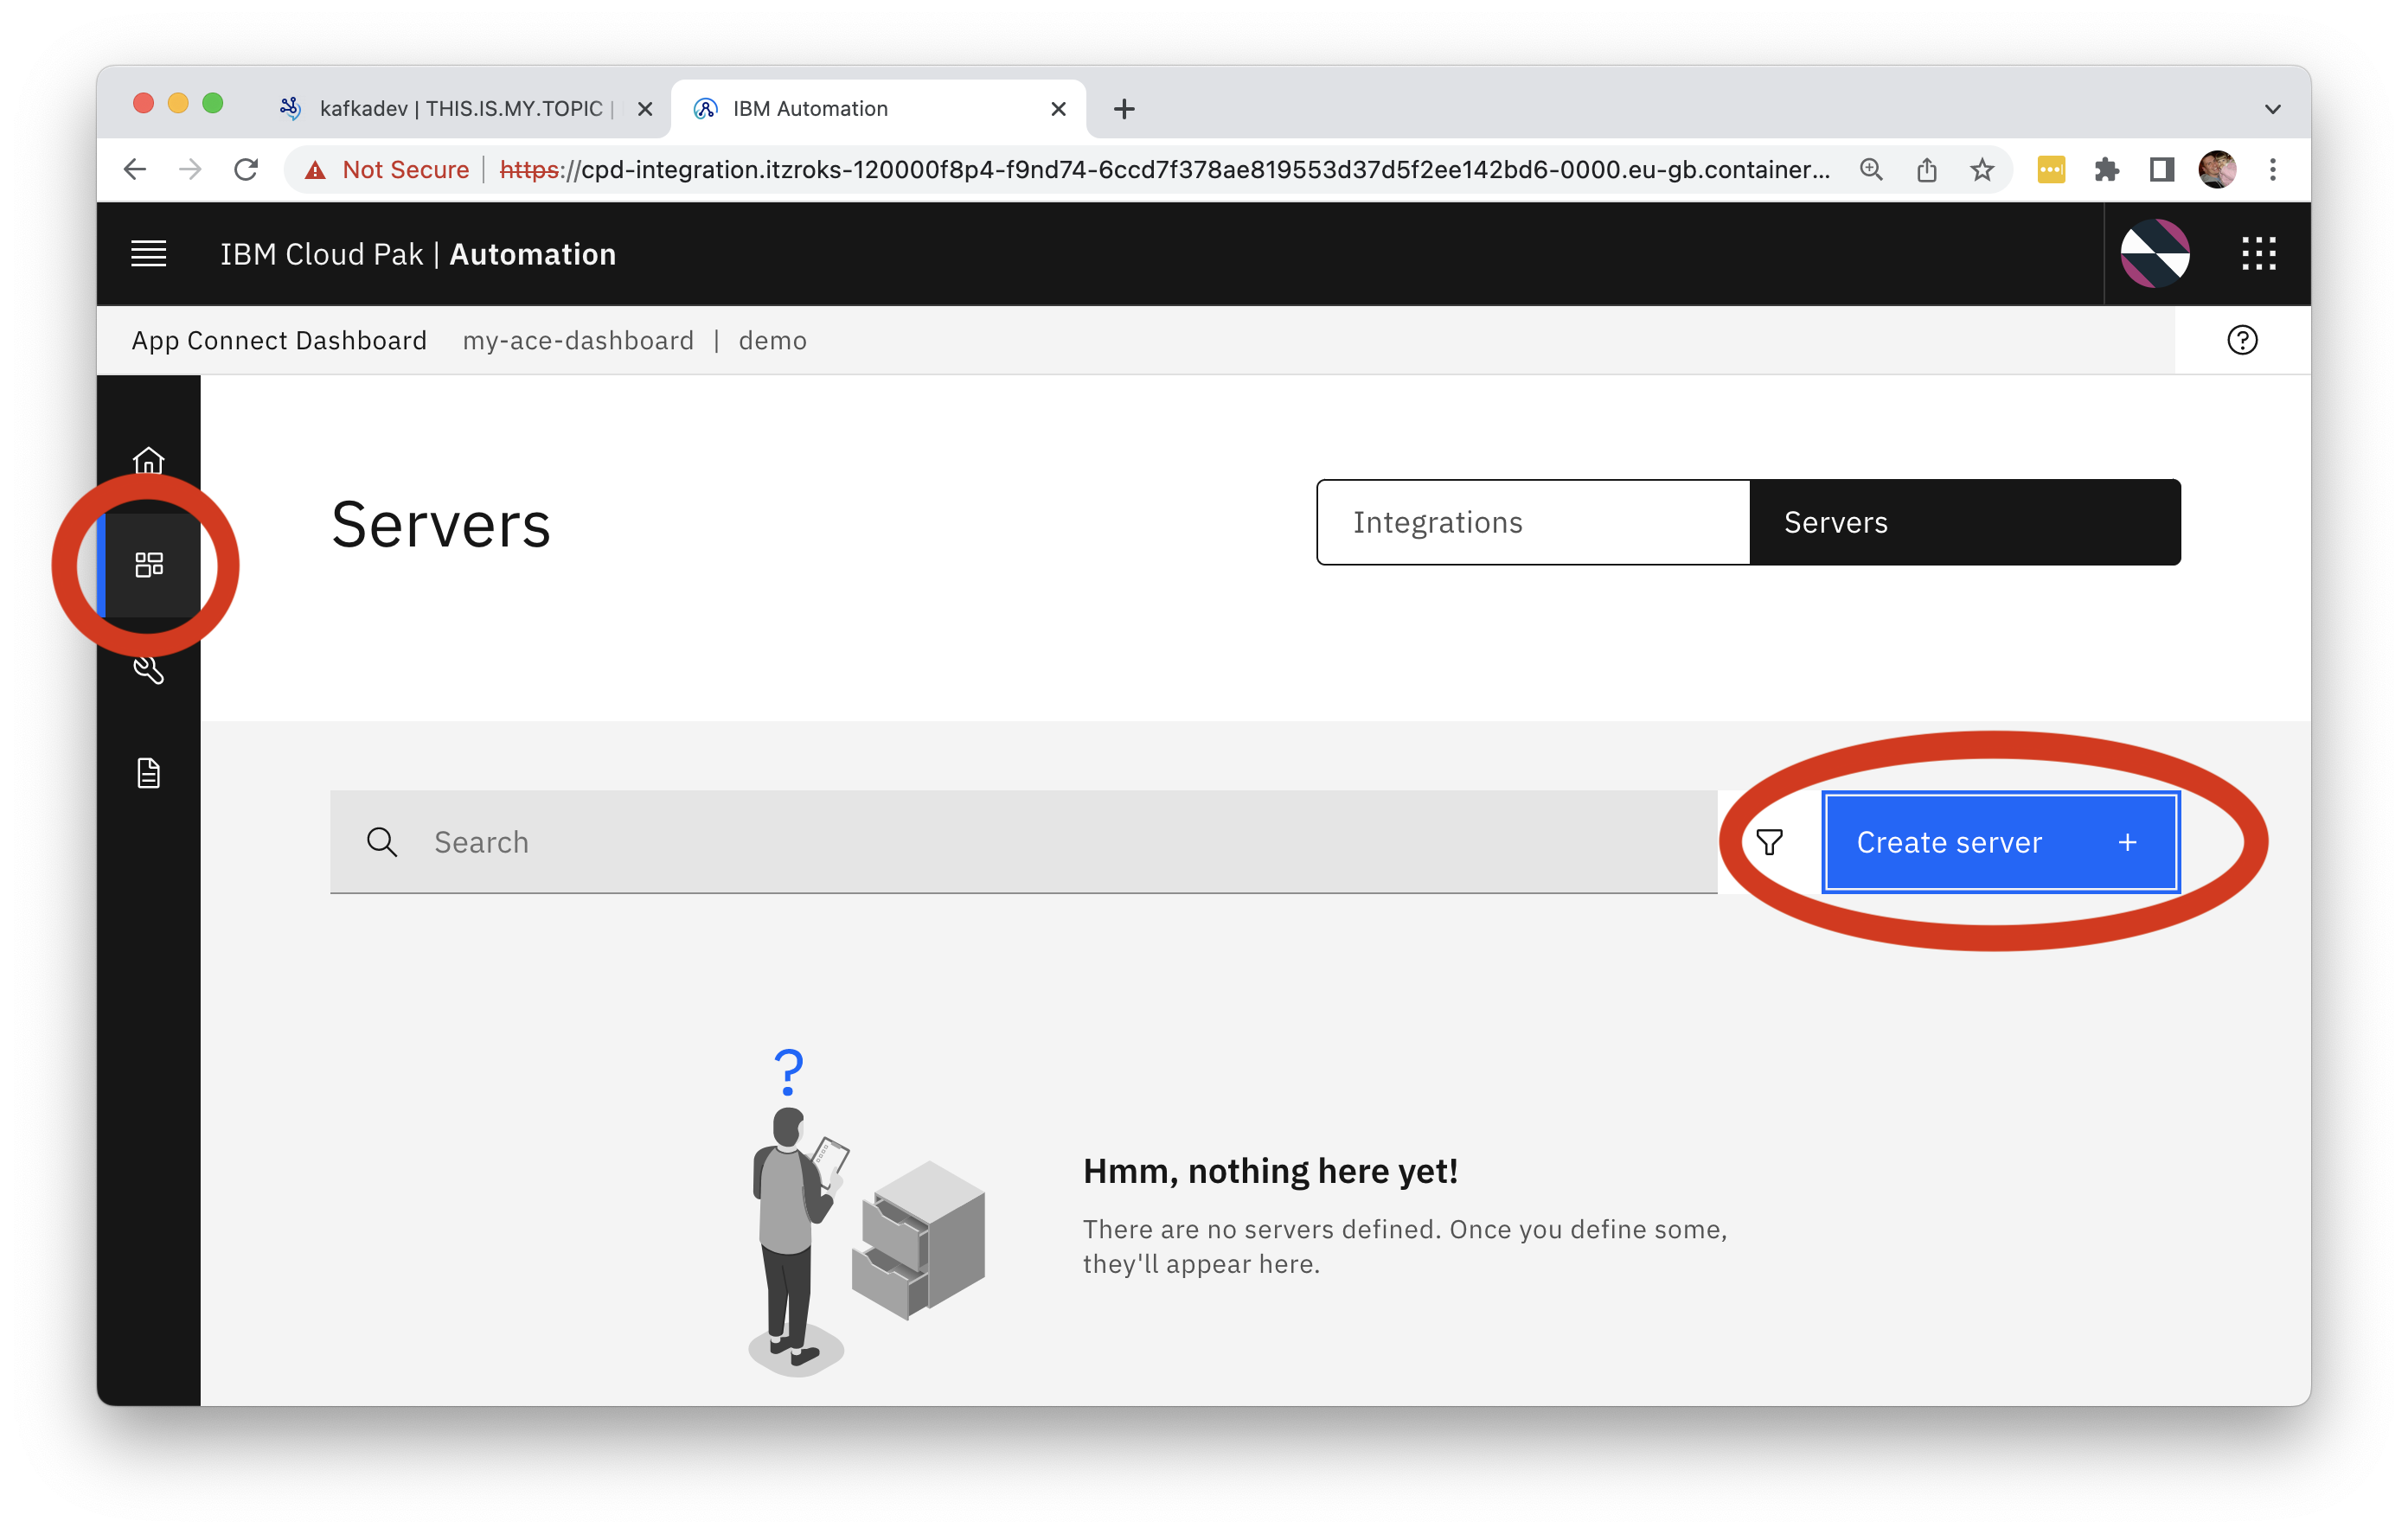 kafkadev | THIS.IS.MY.TOPIC |
IBM Automation
Not Secure | https://cpd-integration.itzroks-120000f8p4-f9nd74-6ccd7f378ae819553d37d5f2ee142bd6-0000.eu-gb.container...
IBM Cloud Pak | Automation
App Connect Dashboard my-ace-dashboard | demo
Servers
Integrations
Servers
Search
Create server +
?
Hmm, nothing here yet!
There are no servers defined. Once you define some,
they'll appear here.